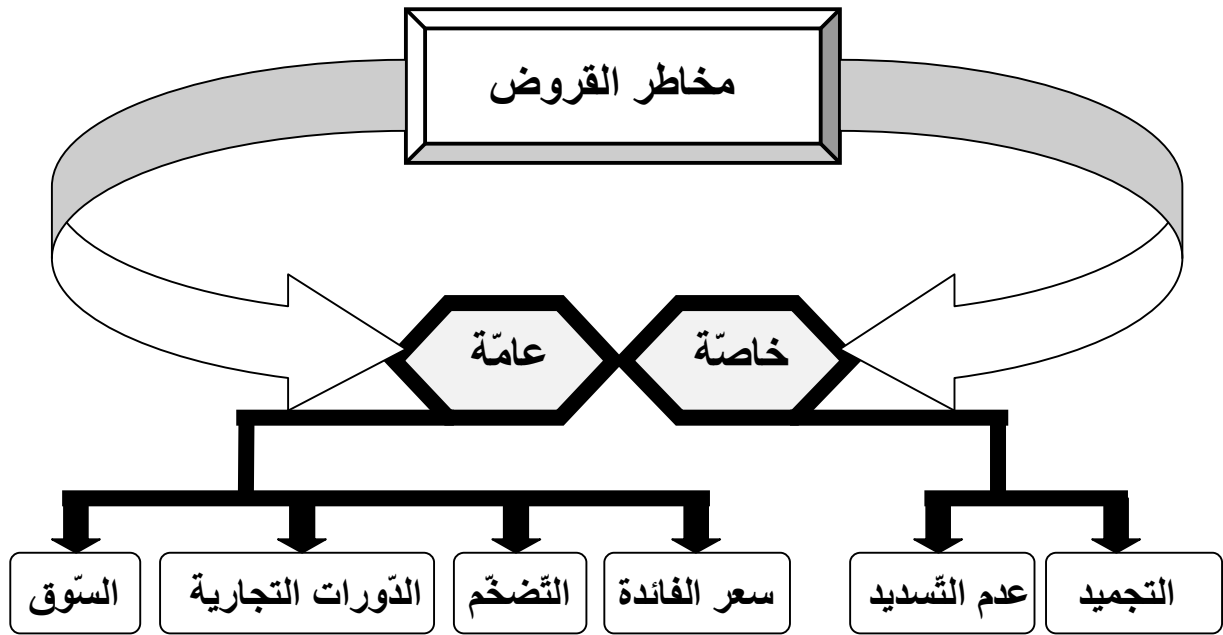 مخاطر القروض
خاصّة
عامّة
التجميد
عدم التّسديد
سعر الفائدة
التّضخّم
الدّورات التجارية
السّوق